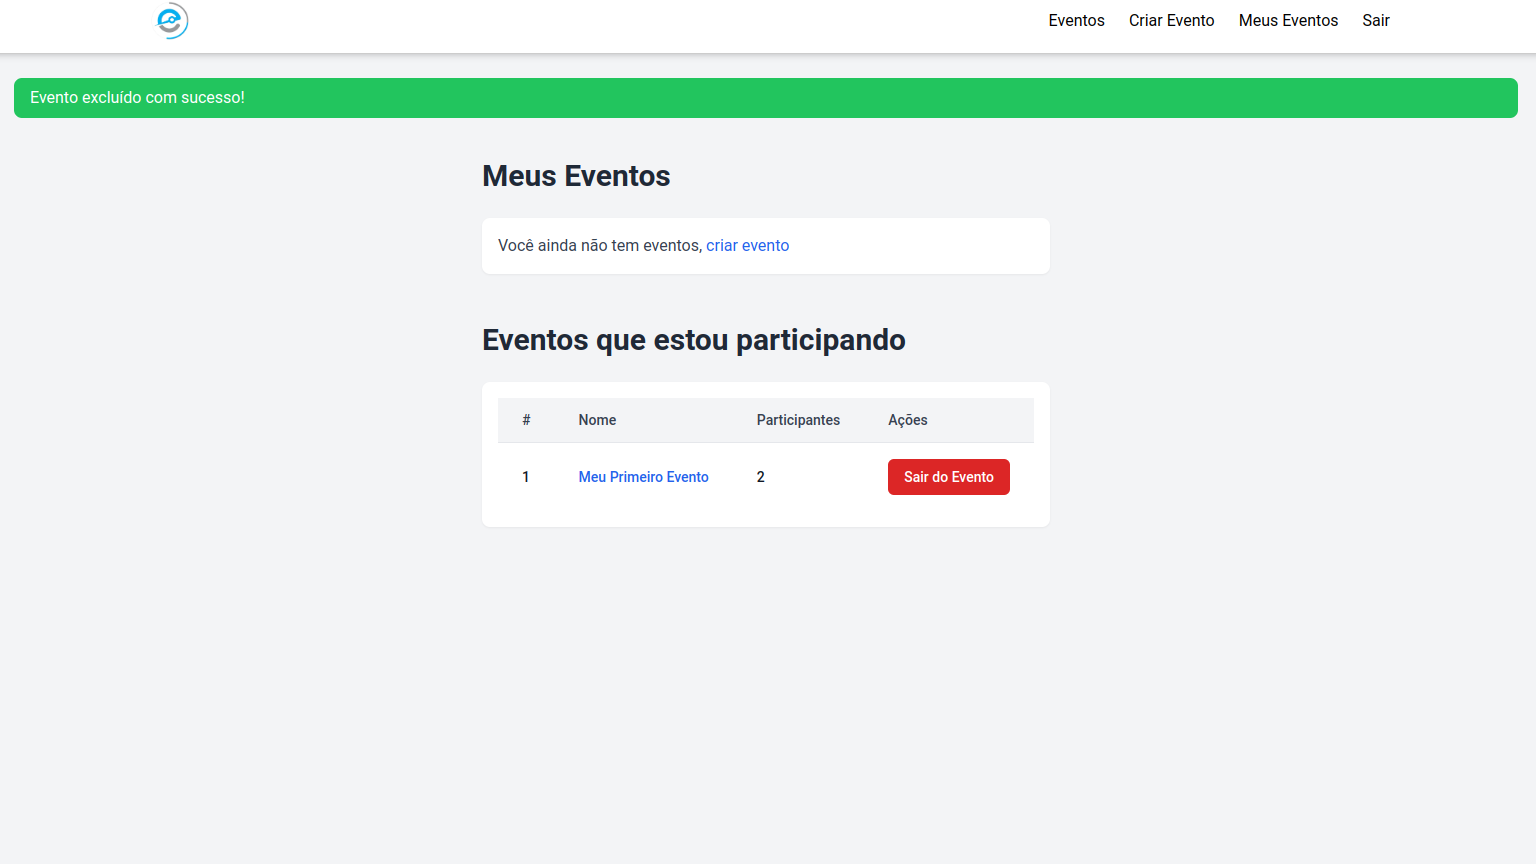 Eventos Criar Evento Meus Eventos Sair
Evento excluído com sucesso!
Meus Eventos
Você ainda não tem eventos, criar evento
Eventos que estou participando
# Nome Participantes Ações
1 Meu Primeiro Evento 2 Sair do Evento